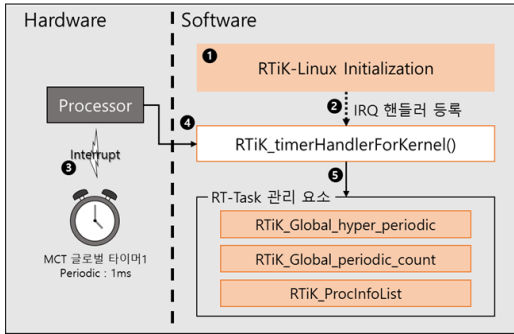 Hardware
Software
❶
RTiK-Linux Initialization
❷
IRQ 핸들러 등록
Processor
❹
RTiK_timerHandlerForKernel()
❸
Interrupt
❺
RT-Task 관리 요소
RTiK_Global_hyper_periodic
RTiK_Global_periodic_count
RTiK_ProcInfoList
MCT 글로벌 타이머1
Periodic : 1ms